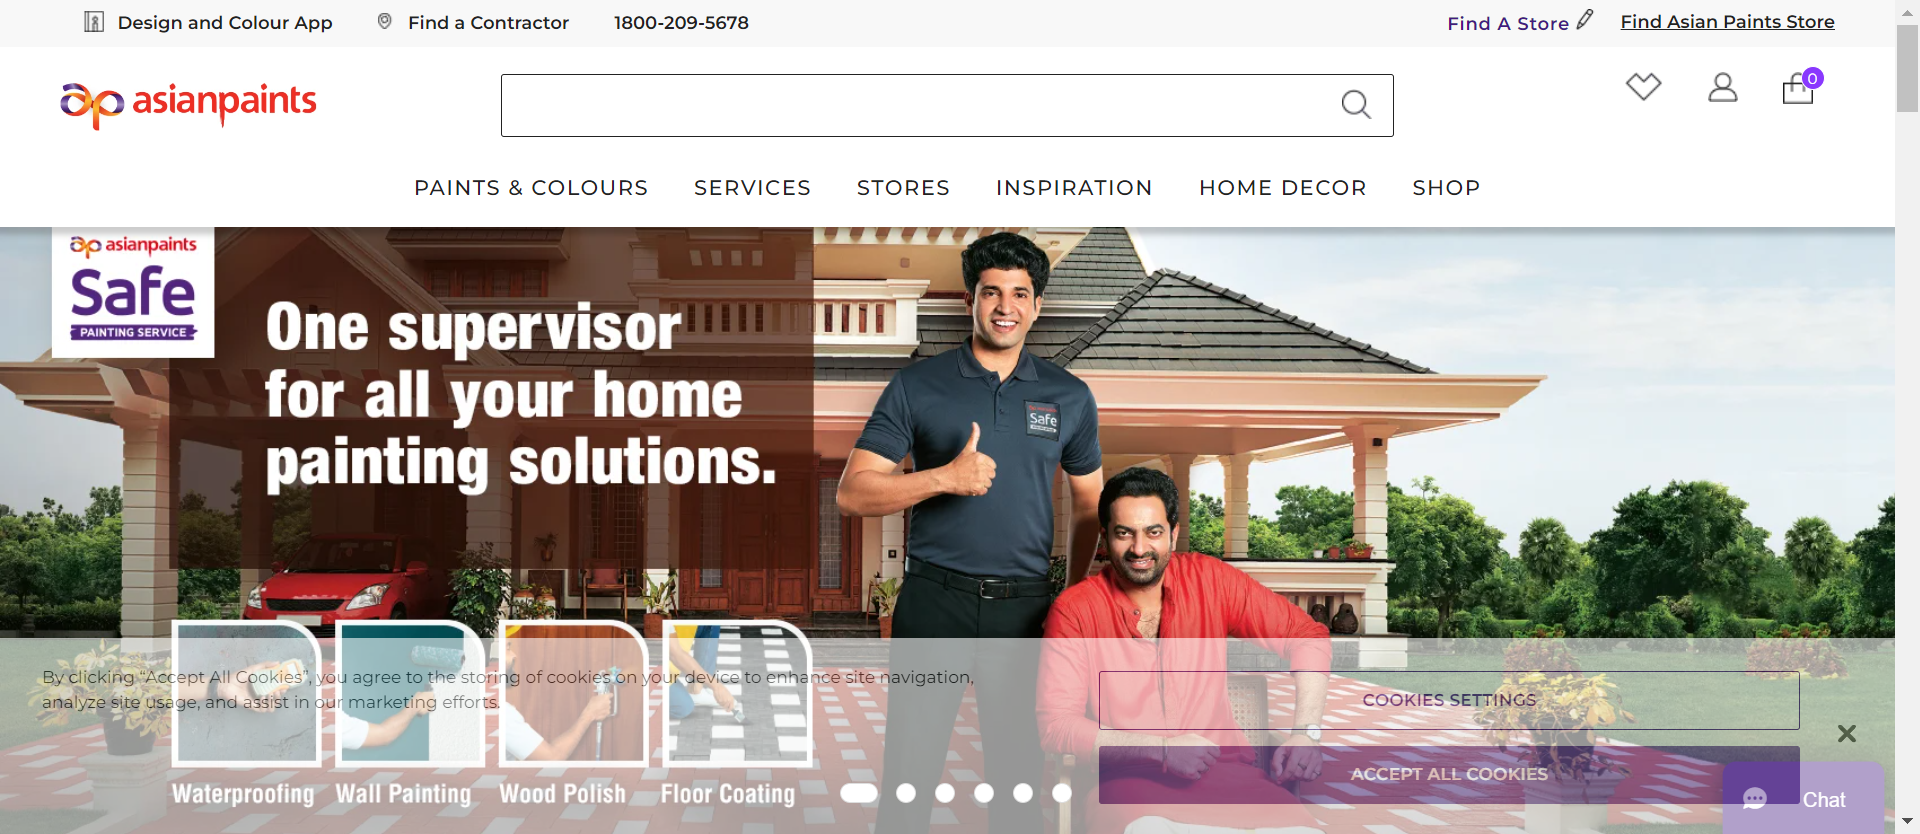 Design and Colour App
Find a Contractor
1800-209-5678
Find A Store
Find Asian Paints Store
asianpaints
0
PAINTS & COLOURS
SERVICES
STORES
INSPIRATION
HOME DECOR
SHOP
asianpaints
Safe
PAINTING SERVICE
One supervisor
for all your home
painting solutions.
Safe
By clicking “Accept All Cookies”, you agree to the storing of cookies on your device to enhance site navigation,
analyze site usage, and assist in our marketing efforts.
COOKIES SETTINGS
ACCEPT ALL COOKIES
Waterproofing
Wall Painting
Wood Polish
Floor Coating
Chat